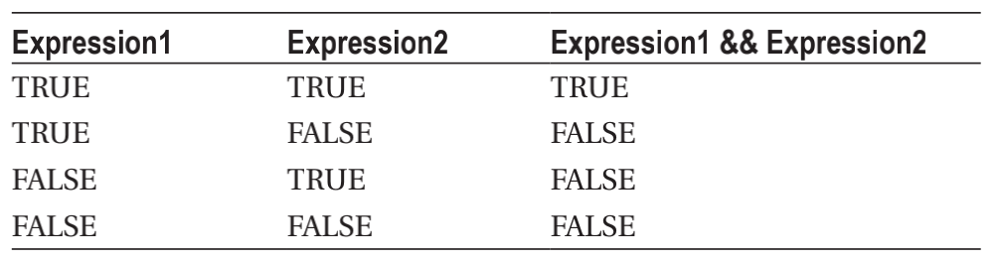 Expression1 Expression2 Expression1 && Expression2
TRUE TRUE TRUE
TRUE FALSE FALSE
FALSE TRUE FALSE
FALSE FALSE FALSE